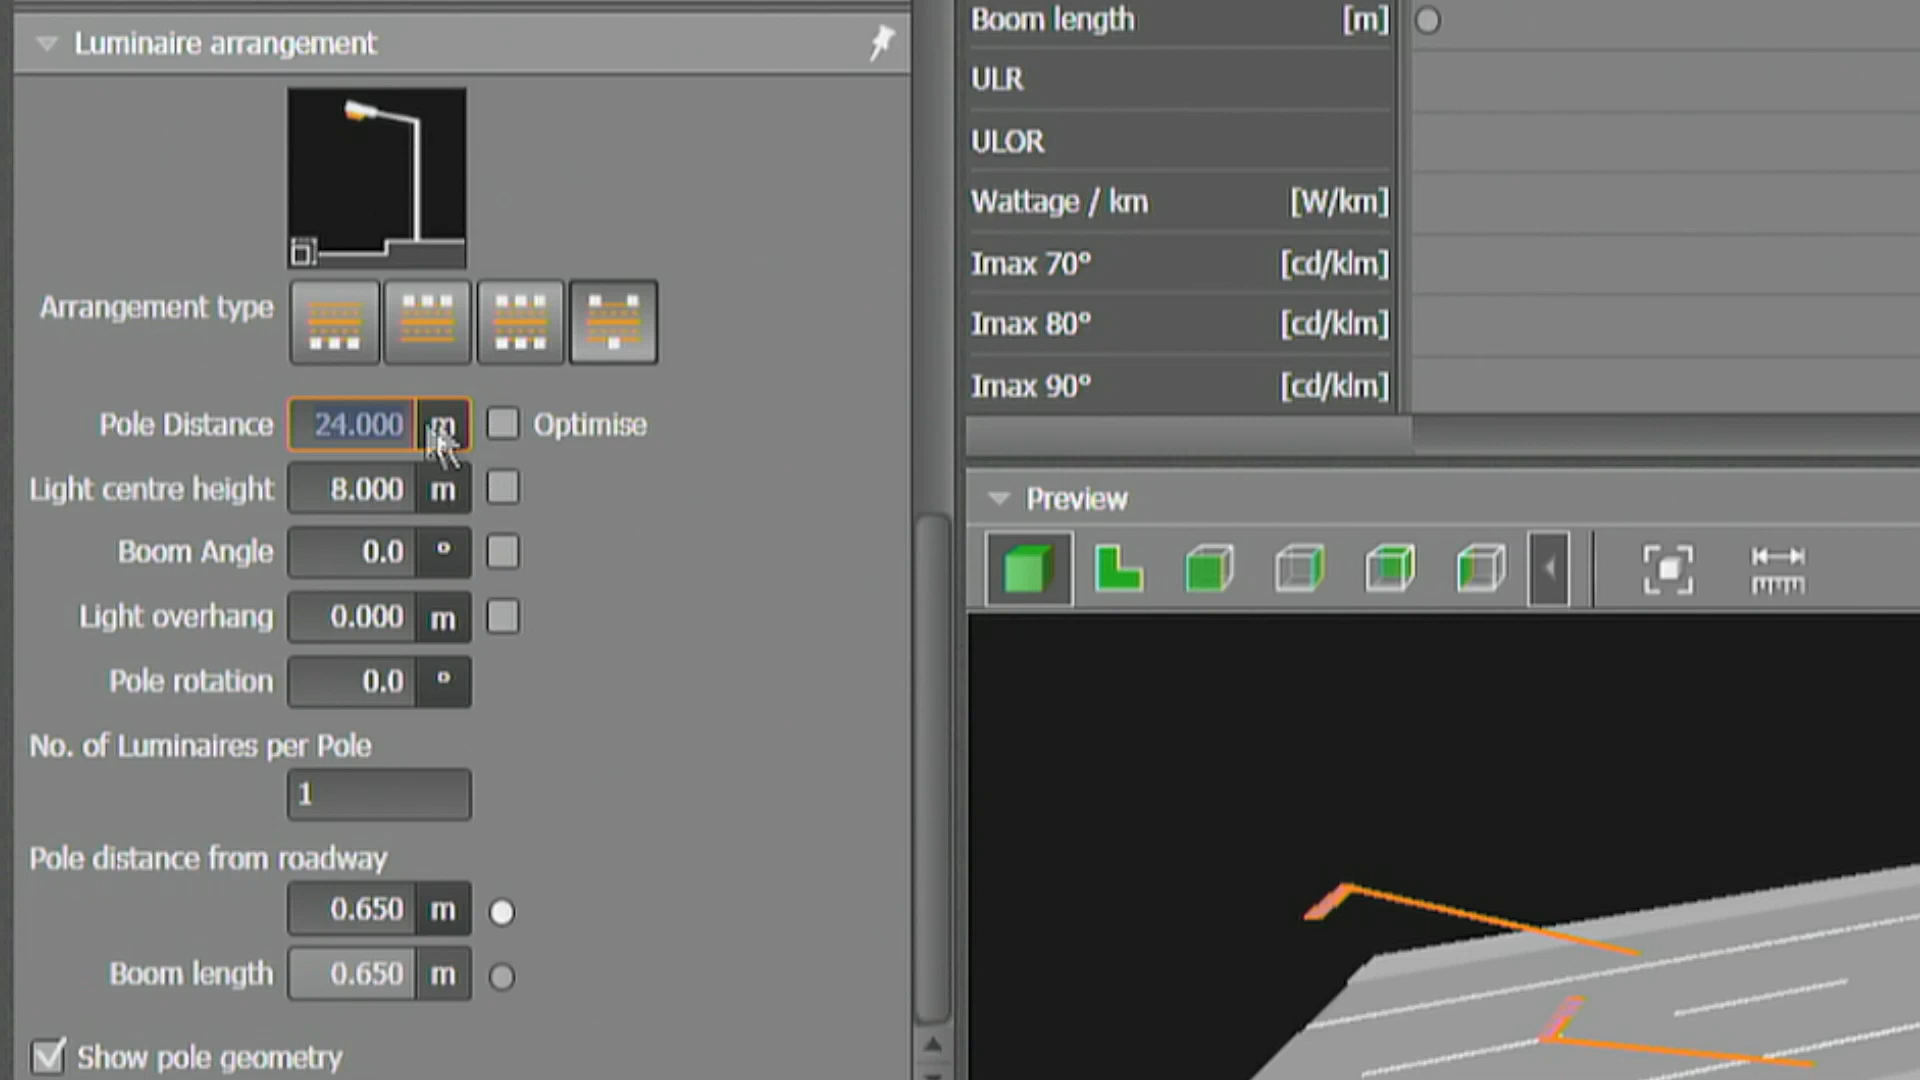 Luminaire arrangement
Arrangement type
Pole Distance 24.000 m Optimise
Light centre height 8.000 m
Boom Angle 0.0 °
Light overhang 0.000 m
Pole rotation 0.0 °
No. of Luminaires per Pole
1
Pole distance from roadway
0.650 m
Boom length 0.650 m
Show pole geometry
Boom length [m]
ULR
ULOR
Wattage / km [W/km]
Imax 70° [cd/klm]
Imax 80° [cd/klm]
Imax 90° [cd/klm]
Preview